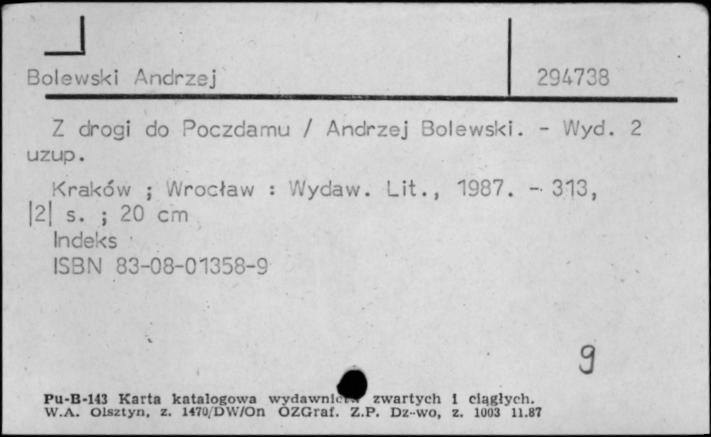 Bolewski Andrzej 294738
Z drogi do Poczdamu / Andrzej Bolewski. - Wyd. 2
uzup.
Kraków ; Wrocław : Wydaw. Lit., 1987. - 313,
|2| s. ; 20 cm
Indeks
ISBN 83-08-01358-9
9
Pu-B-143 Karta katalogowa zwartych i ciągłych.
W.A. Olsztyn, z. 1470/DW/On OZGraf. Z.P. Dz-wo, z. 1003 11.87